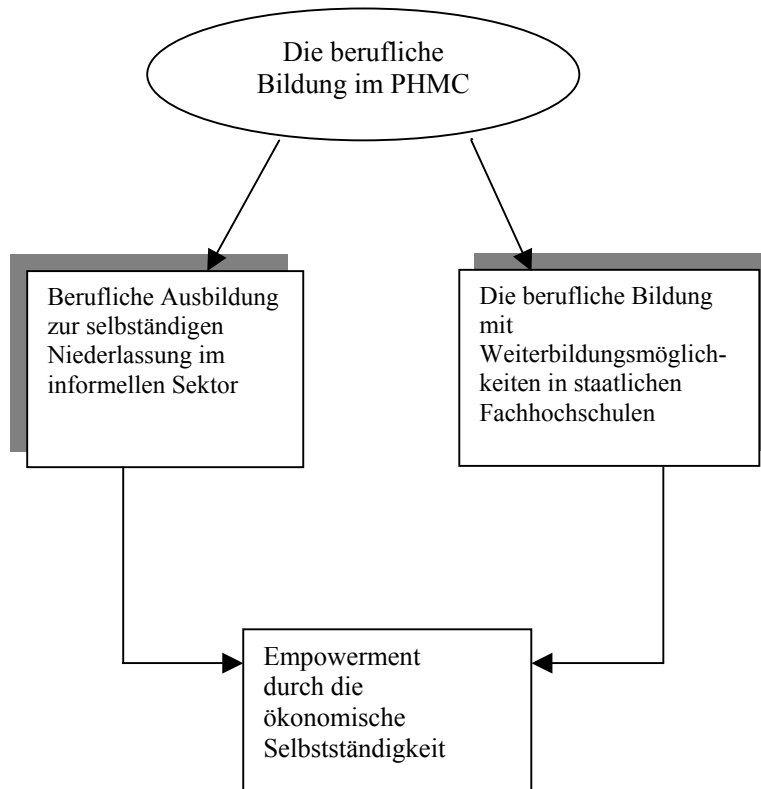 Die berufliche
Bildung im PHMC
Berufliche Ausbildung
zur selbständigen
Niederlassung im
informellen Sektor
Die berufliche Bildung
mit
Weiterbildungsmöglich-
keiten in staatlichen
Fachhochschulen
Empowerment
durch die
ökonomische
Selbstständigkeit